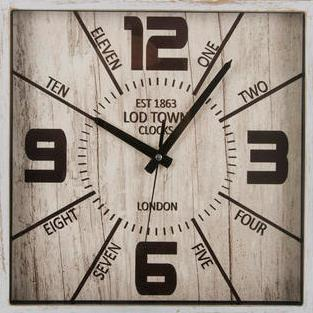 12
ONE
TWO
3
FOUR
FIVE
6
SEVEN
EIGHT
9
TEN
ELEVEN
EST 1863
LOD TOWN
CLOCKS
LONDON